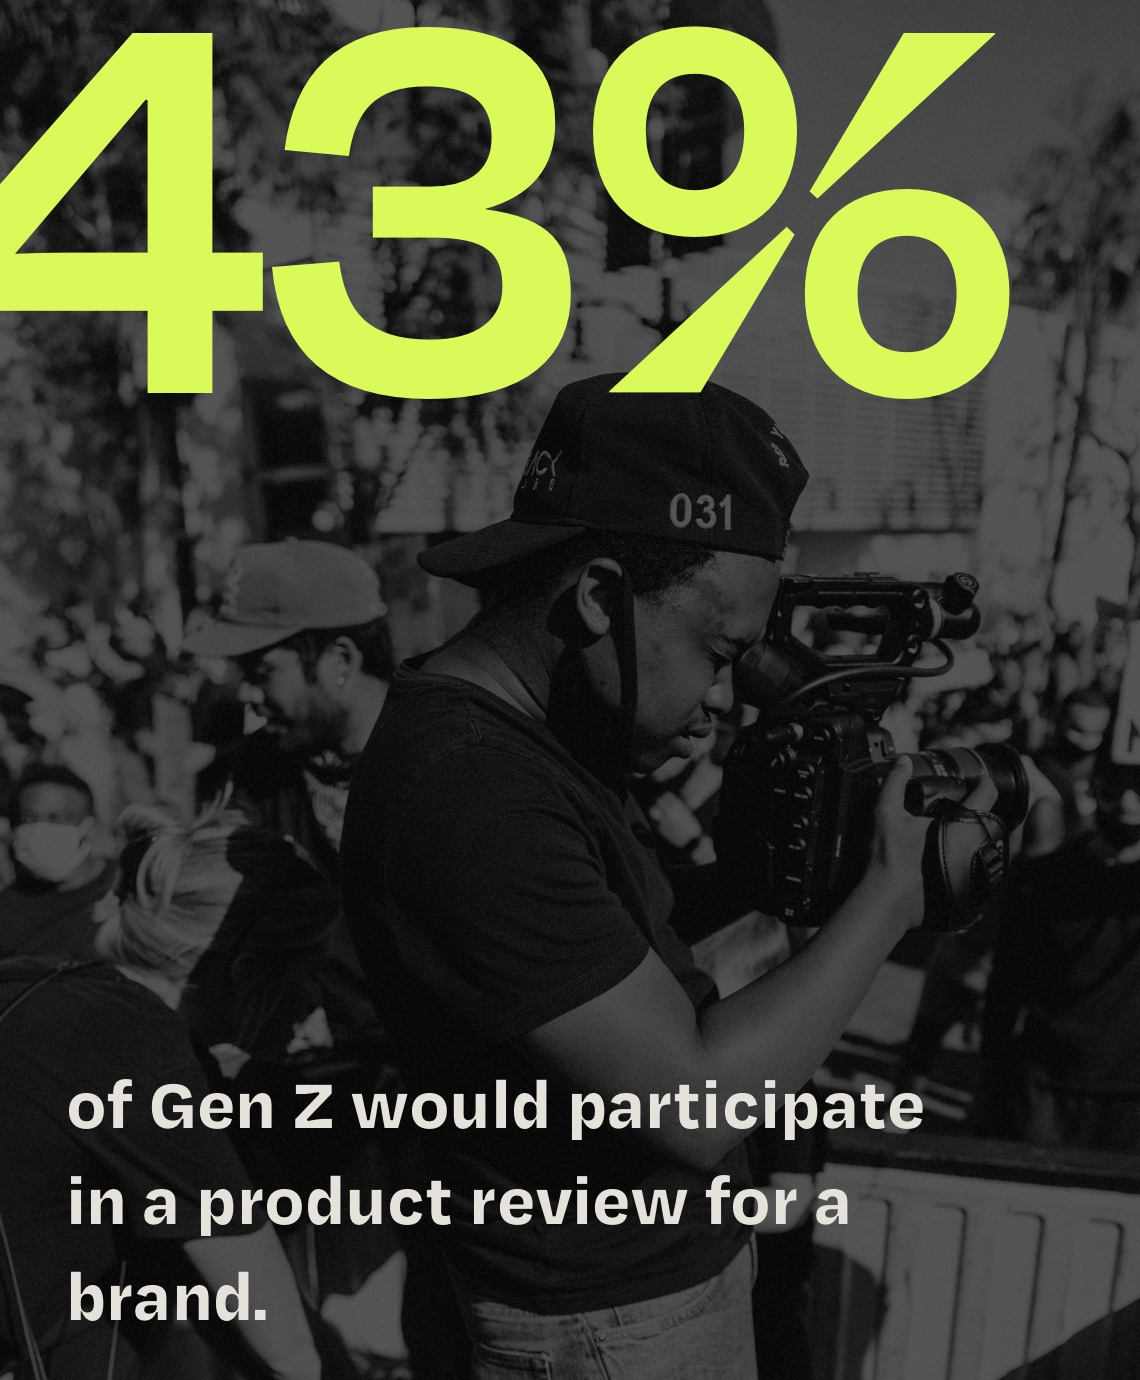 43%
031
of Gen Z would participate
in a product review for a
brand.